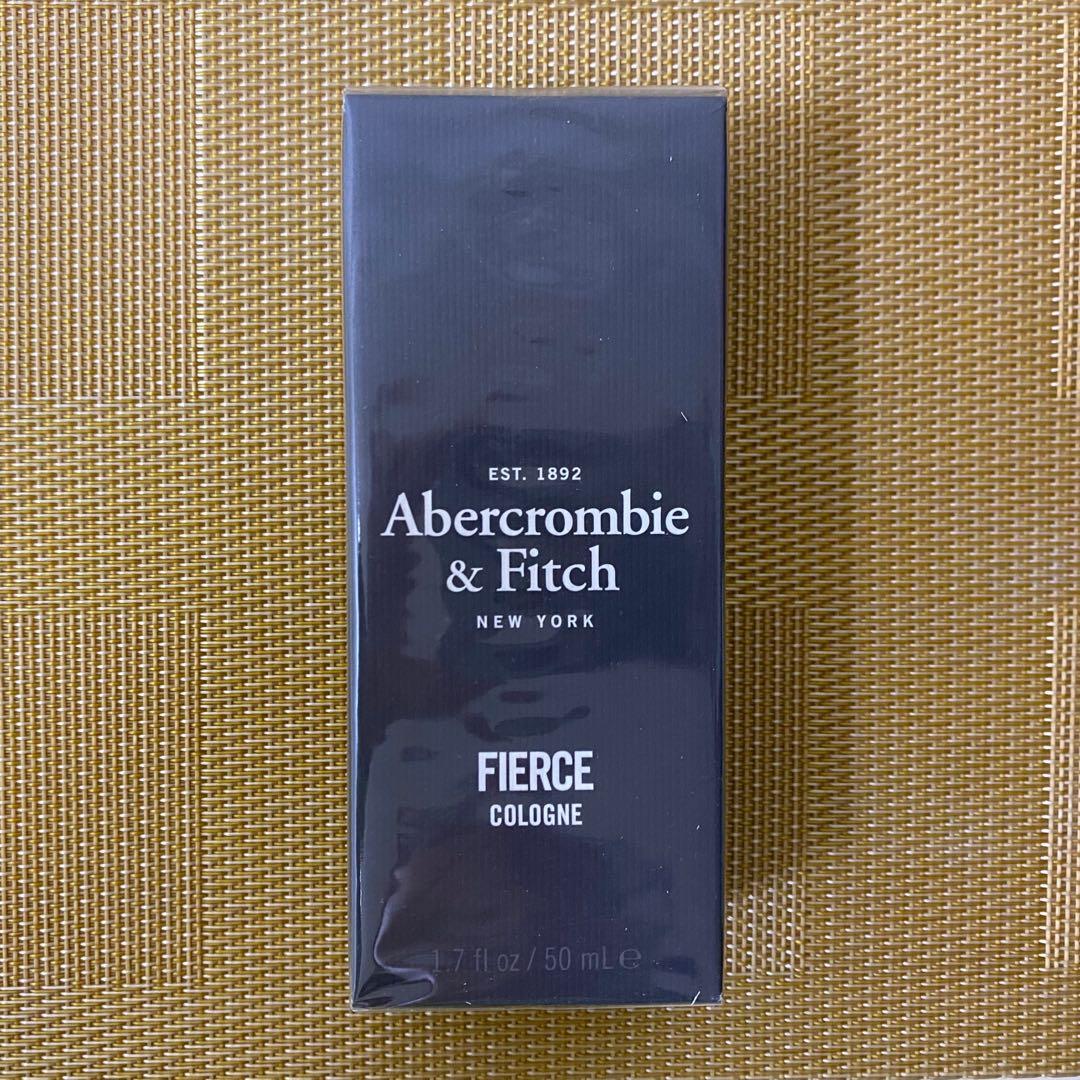 EST. 1892
Abercrombie
& Fitch
NEW YORK
FIERCE
COLOGNE
1.7 fl oz / 50 mL ℮